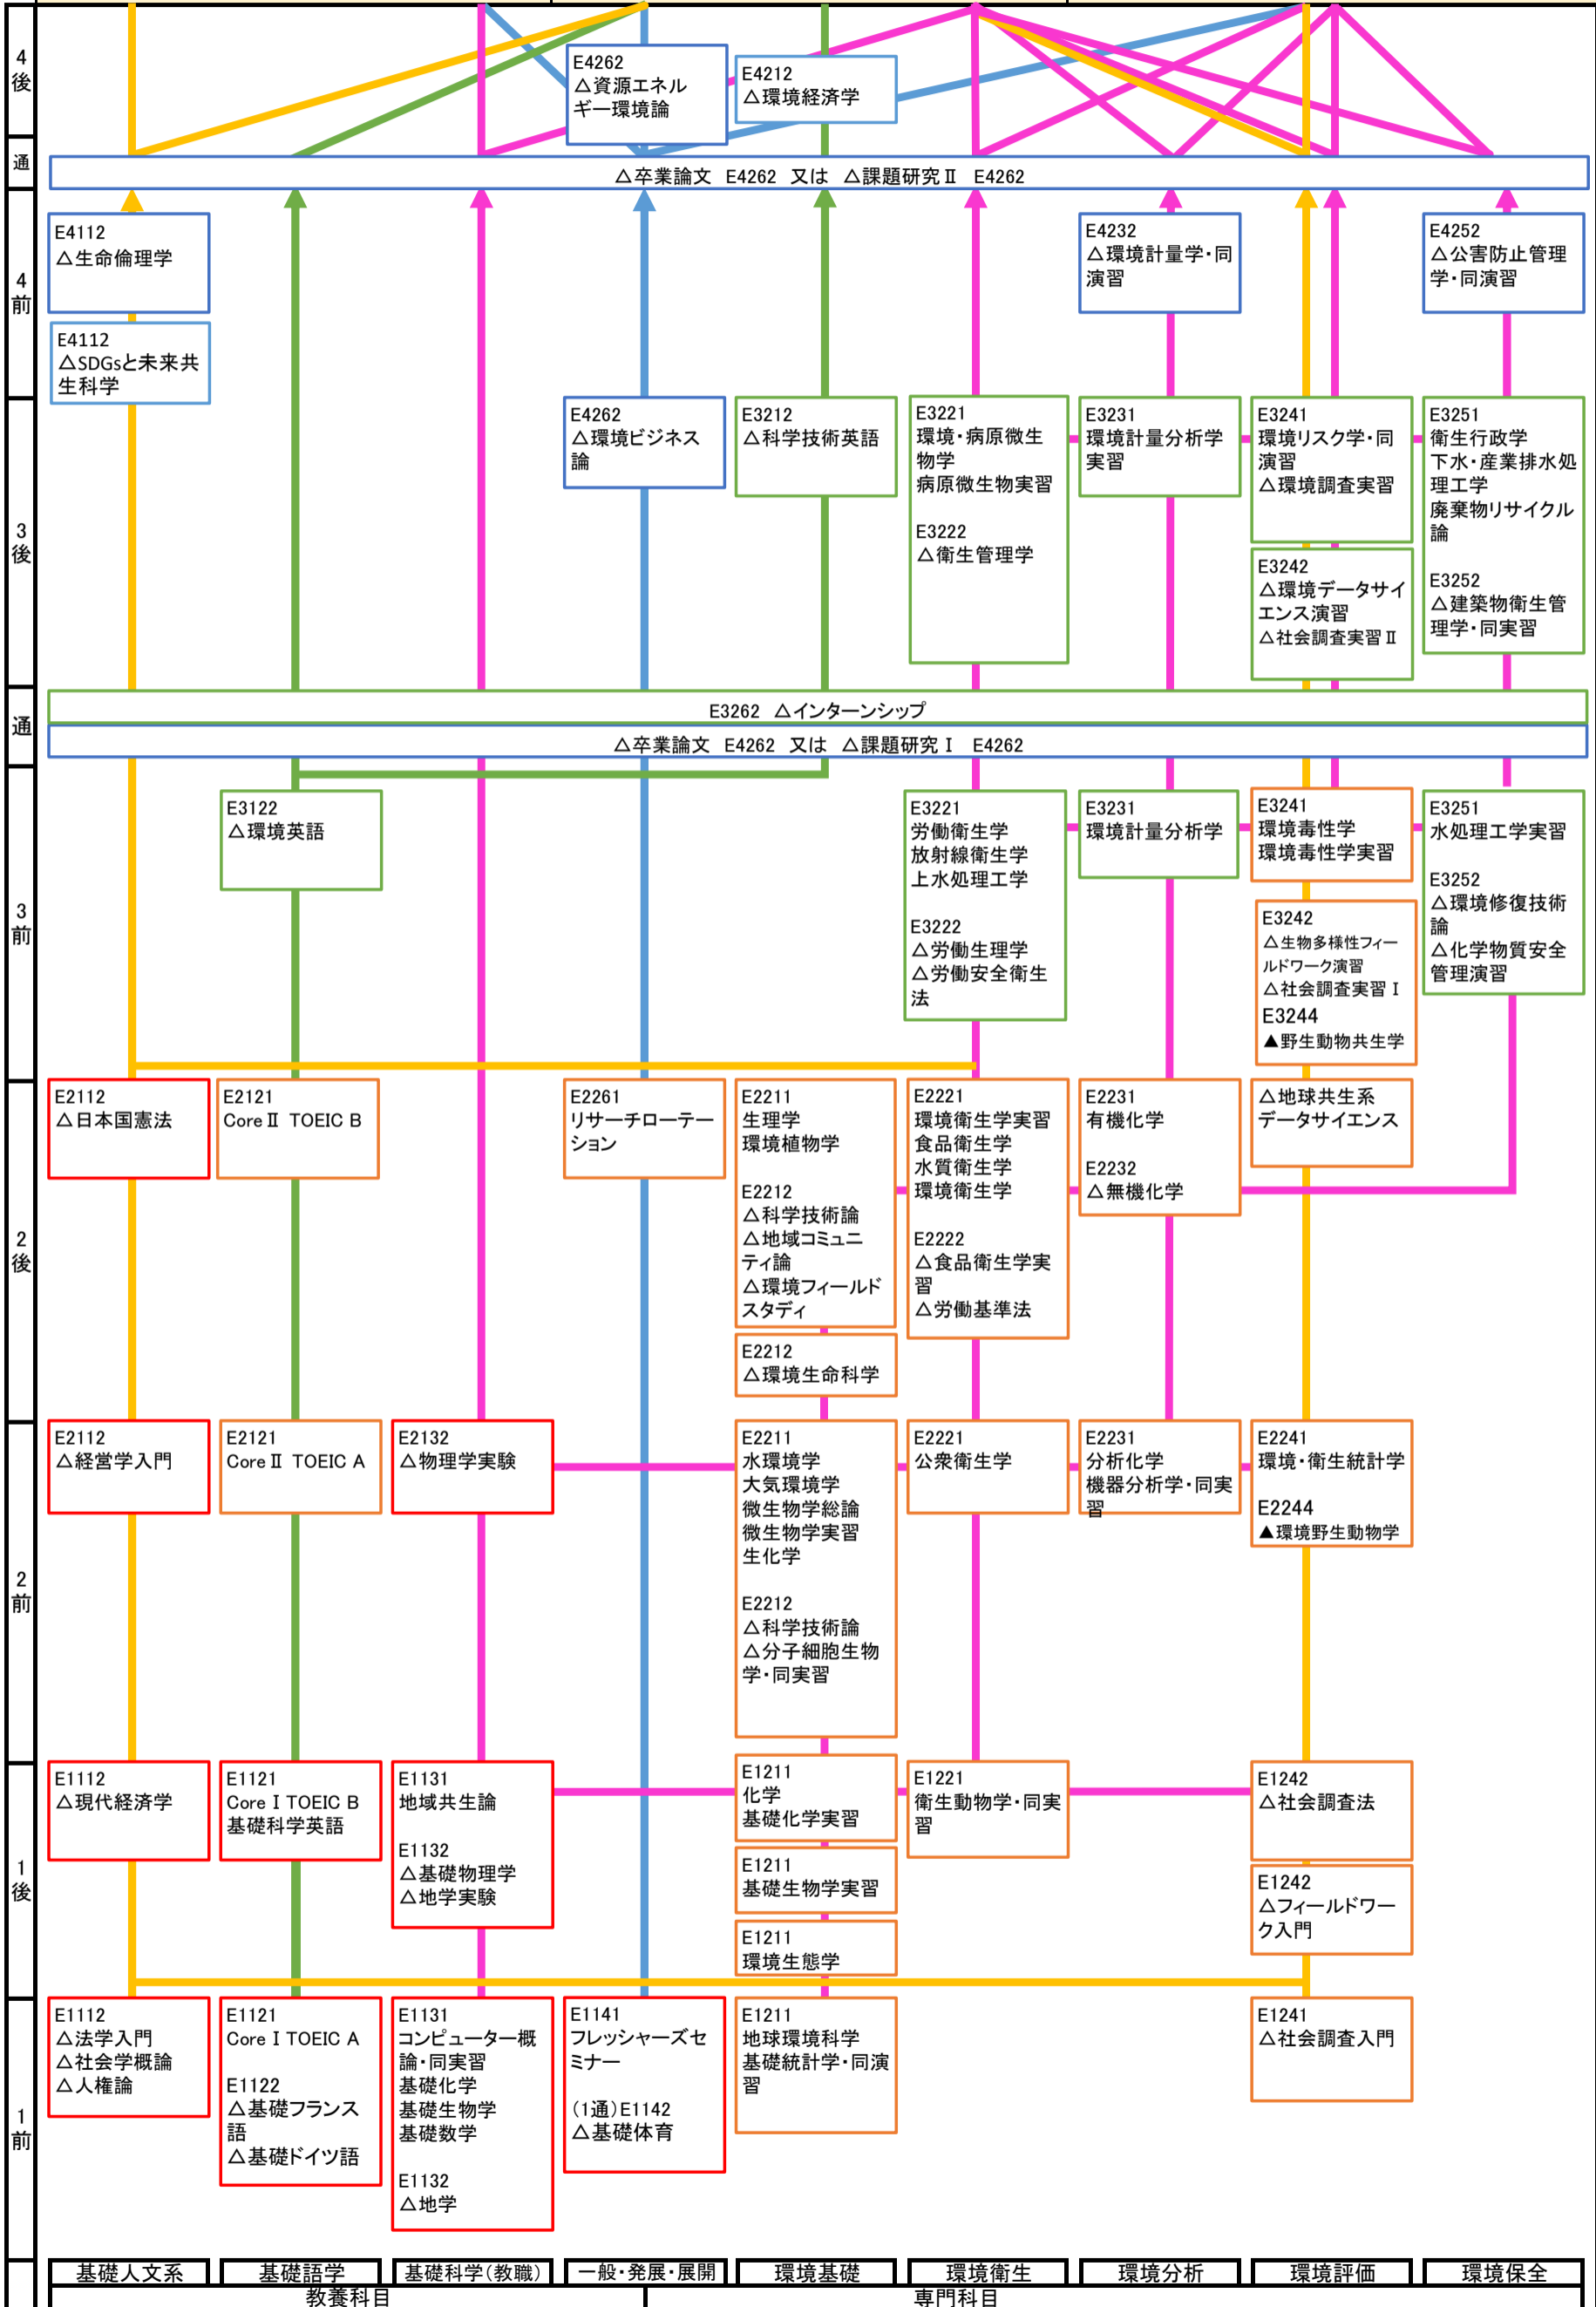 4
後
E4262
△資源エネル
ギー環境論
E4212
△環境経済学
通
△卒業論文 E4262 又は △課題研究Ⅱ E4262
4
前
E4112
△生命倫理学
E4112
△SDGsと未来共
生科学
E4232
△環境計量学・同
演習
E4252
△公害防止管理
学・同演習
3
後
E4262
△環境ビジネス
論
E3212
△科学技術英語
E3221
環境・病原微生
物学
病原微生物実習
E3222
△衛生管理学
E3231
環境計量分析学
実習
E3241
環境リスク学・同
演習
△環境調査実習
E3242
△環境データサイ
エンス演習
△社会調査実習Ⅱ
E3251
衛生行政学
下水・産業排水処
理工学
廃棄物リサイクル
論
E3252
△建築物衛生管
理学・同実習
通
E3262 △インターンシップ
△卒業論文 E4262 又は △課題研究Ⅰ E4262
3
前
E3122
△環境英語
E3221
労働衛生学
放射線衛生学
上水処理工学
E3222
△労働生理学
△労働安全衛生
法
E3231
環境計量分析学
E3241
環境毒性学
環境毒性学実習
E3242
△生物多様性フィー
ルドワーク演習
△社会調査実習Ⅰ
E3244
▲野生動物共生学
E3251
水処理工学実習
E3252
△環境修復技術
論
△化学物質安全
管理演習
2
後
E2112
△日本国憲法
E2121
CoreⅡ TOEIC B
E2261
リサーチローテー
ション
E2211
生理学
環境植物学
E2212
△科学技術論
△地域コミュニ
ティ論
△環境フィールド
スタディ
E2212
△環境生命科学
E2221
環境衛生学実習
食品衛生学
水質衛生学
環境衛生学
E2222
△食品衛生学実
習
△労働基準法
E2231
有機化学
E2232
△無機化学
△地球共生系
データサイエンス
2
前
E2112
△経営学入門
E2121
CoreⅡ TOEIC A
E2132
△物理学実験
E2211
水環境学
大気環境学
微生物学総論
微生物学実習
生化学
E2212
△科学技術論
△分子細胞生物
学・同実習
E2221
公衆衛生学
E2231
分析化学
機器分析学・同実
習
E2241
環境・衛生統計学
E2244
▲環境野生動物学
1
後
E1112
△現代経済学
E1121
CoreⅠTOEIC B
基礎科学英語
E1131
地域共生論
E1132
△基礎物理学
△地学実験
E1211
化学
基礎化学実習
E1211
基礎生物学実習
E1211
環境生態学
E1221
衛生動物学・同実
習
E1242
△社会調査法
E1242
△フィールドワー
ク入門
1
前
E1112
△法学入門
△社会学概論
△人権論
E1121
CoreⅠTOEIC A
E1122
△基礎フランス
語
△基礎ドイツ語
E1131
コンピューター概
論・同実習
基礎化学
基礎生物学
基礎数学
E1132
△地学
E1141
フレッシャーズセ
ミナー
(1通)E1142
△基礎体育
E1211
地球環境科学
基礎統計学・同演
習
E1241
△社会調査入門
基礎人文系
基礎語学
基礎科学(教職)
一般・発展・展開
環境基礎
環境衛生
環境分析
環境評価
環境保全
教養科目
専門科目